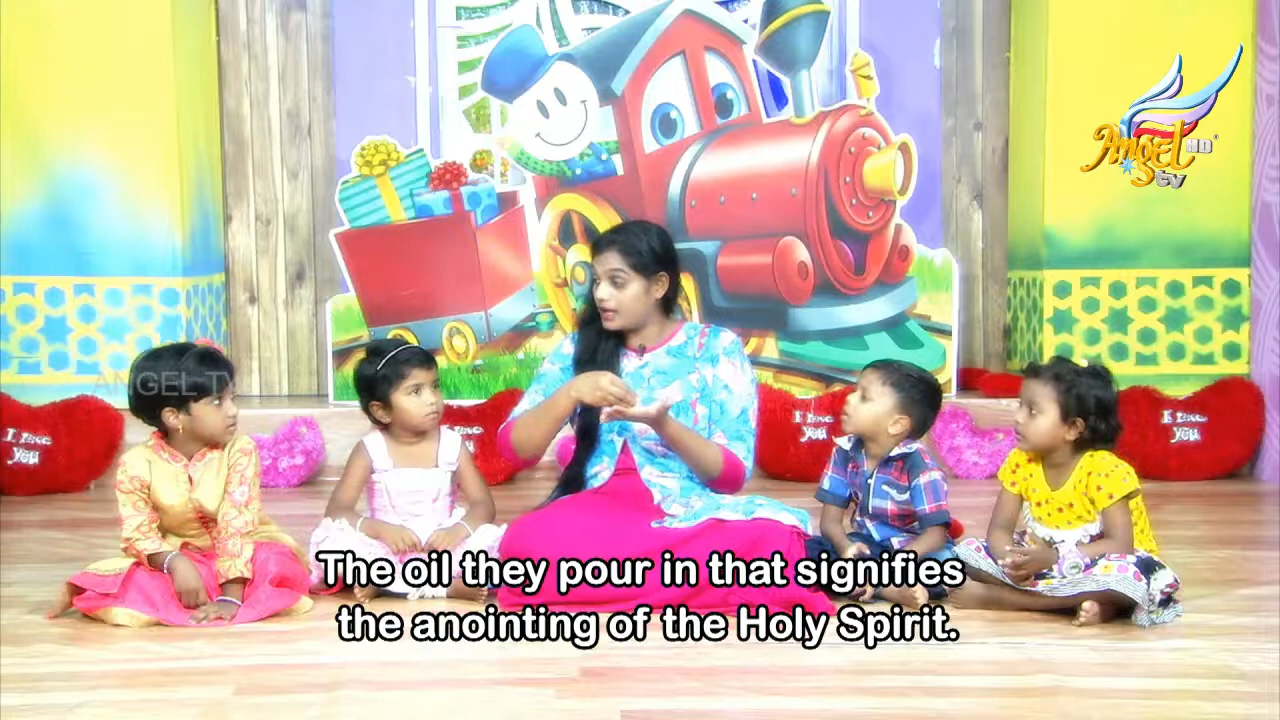 Angel HD
tv
ANGEL TV
I love
you
I love
you
I love
you
The oil they pour in that signifies
the anointing of the Holy Spirit.